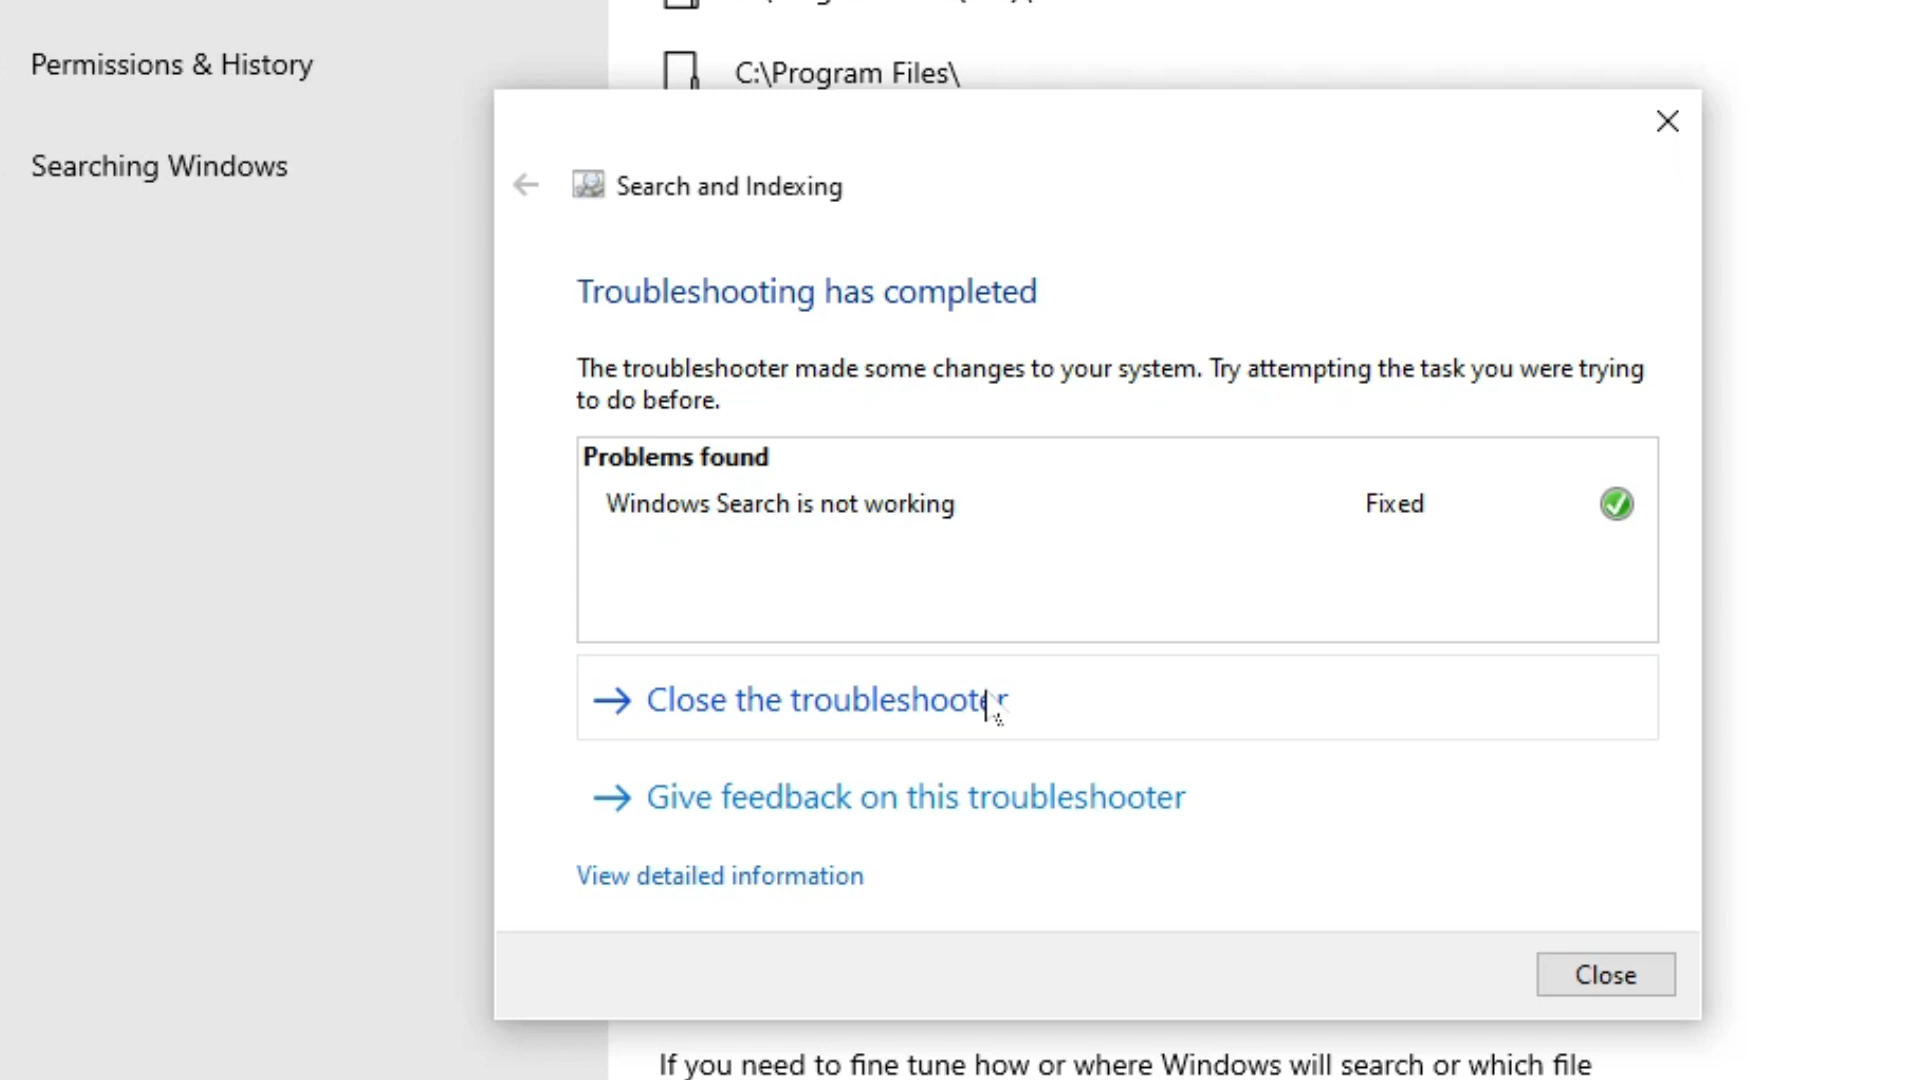 Permissions & History
C:\Program Files\
Searching Windows
Search and Indexing
Troubleshooting has completed
The troubleshooter made some changes to your system. Try attempting the task you were trying
to do before.
Problems found
Windows Search is not working Fixed
Close the troubleshooter
Give feedback on this troubleshooter
View detailed information
Close
If you need to fine tune how or where Windows will search or which file